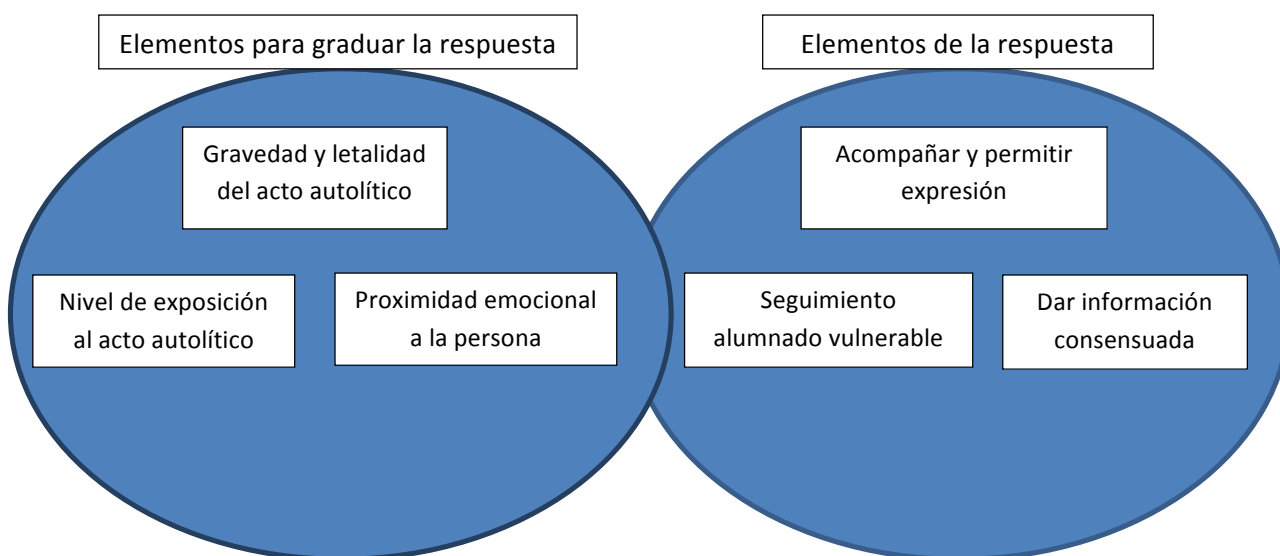 Elementos para graduar la respuesta
Elementos de la respuesta
Gravedad y letalidad
del acto autolítico
Acompañar y permitir
expresión
Nivel de exposición
al acto autolítico
Proximidad emocional
a la persona
Seguimiento
alumnado vulnerable
Dar información
consensuada